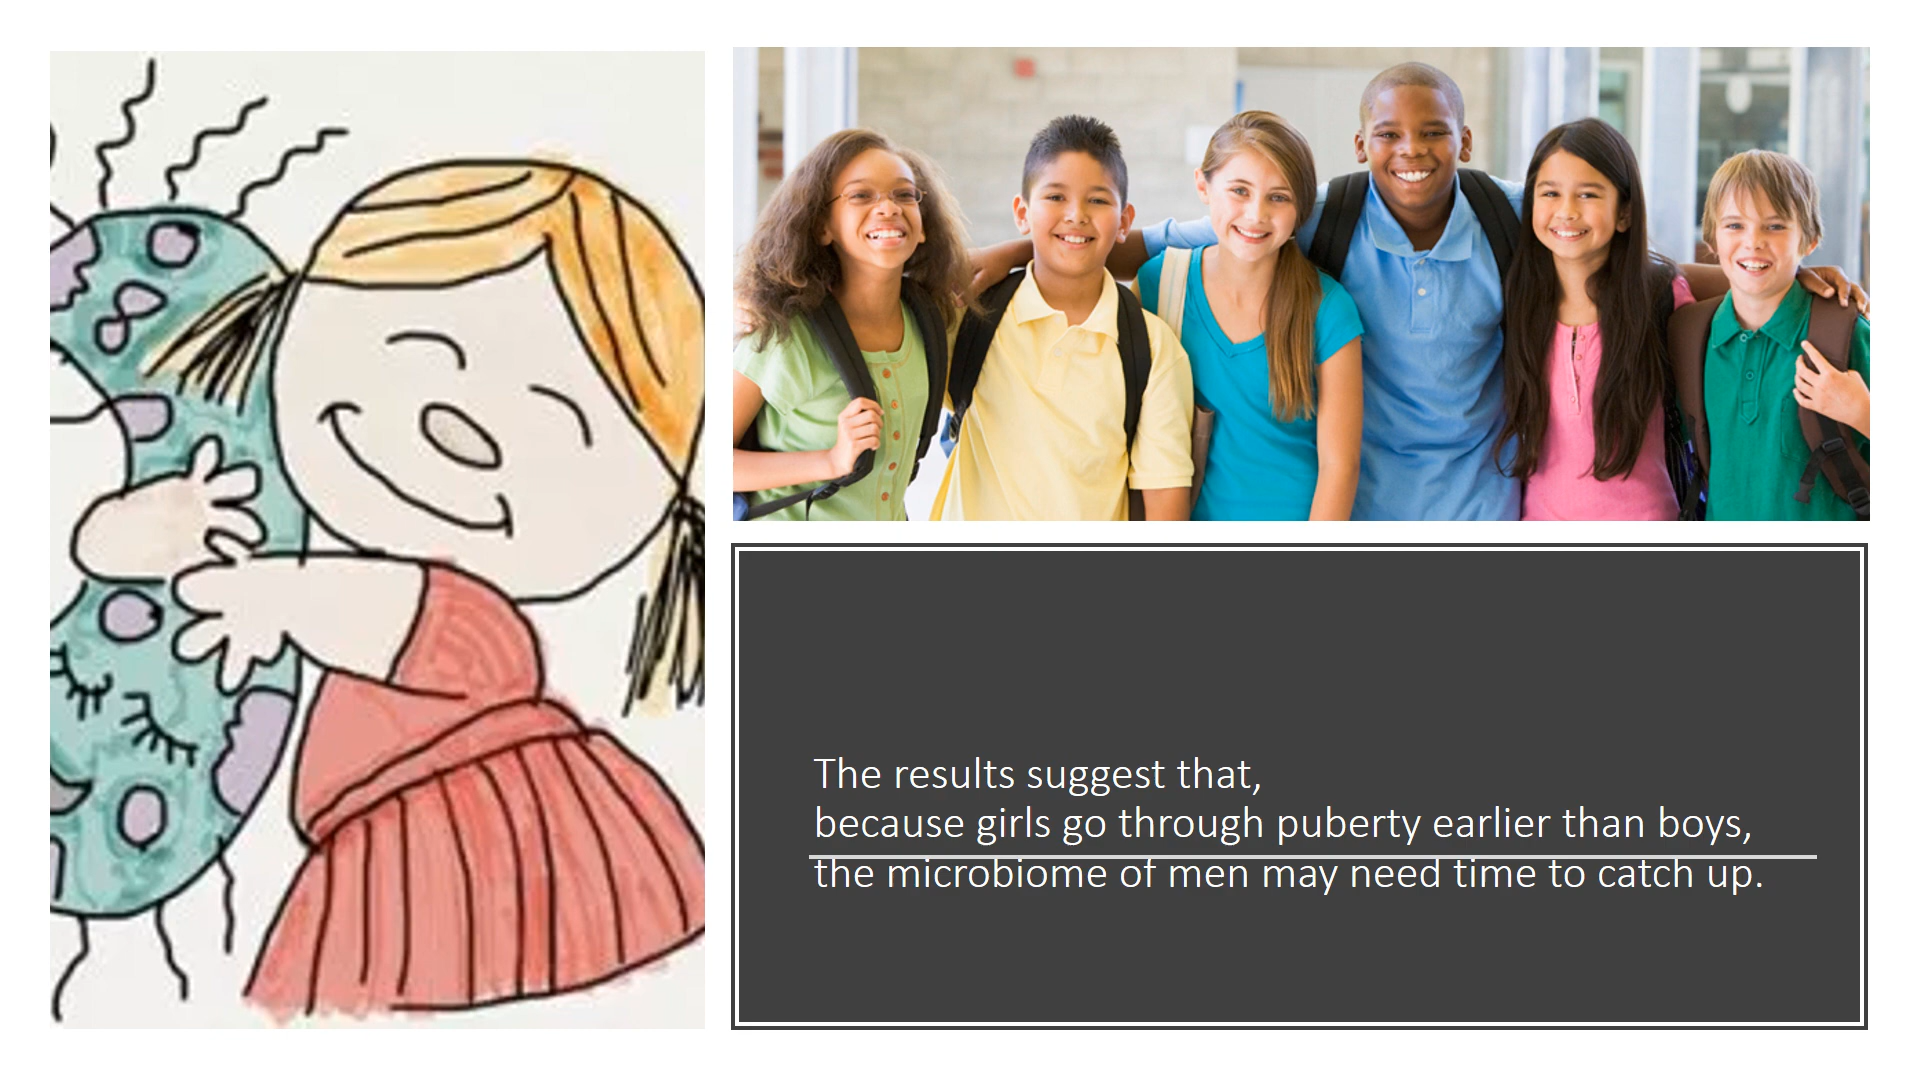 The results suggest that,
because girls go through puberty earlier than boys,
the microbiome of men may need time to catch up.